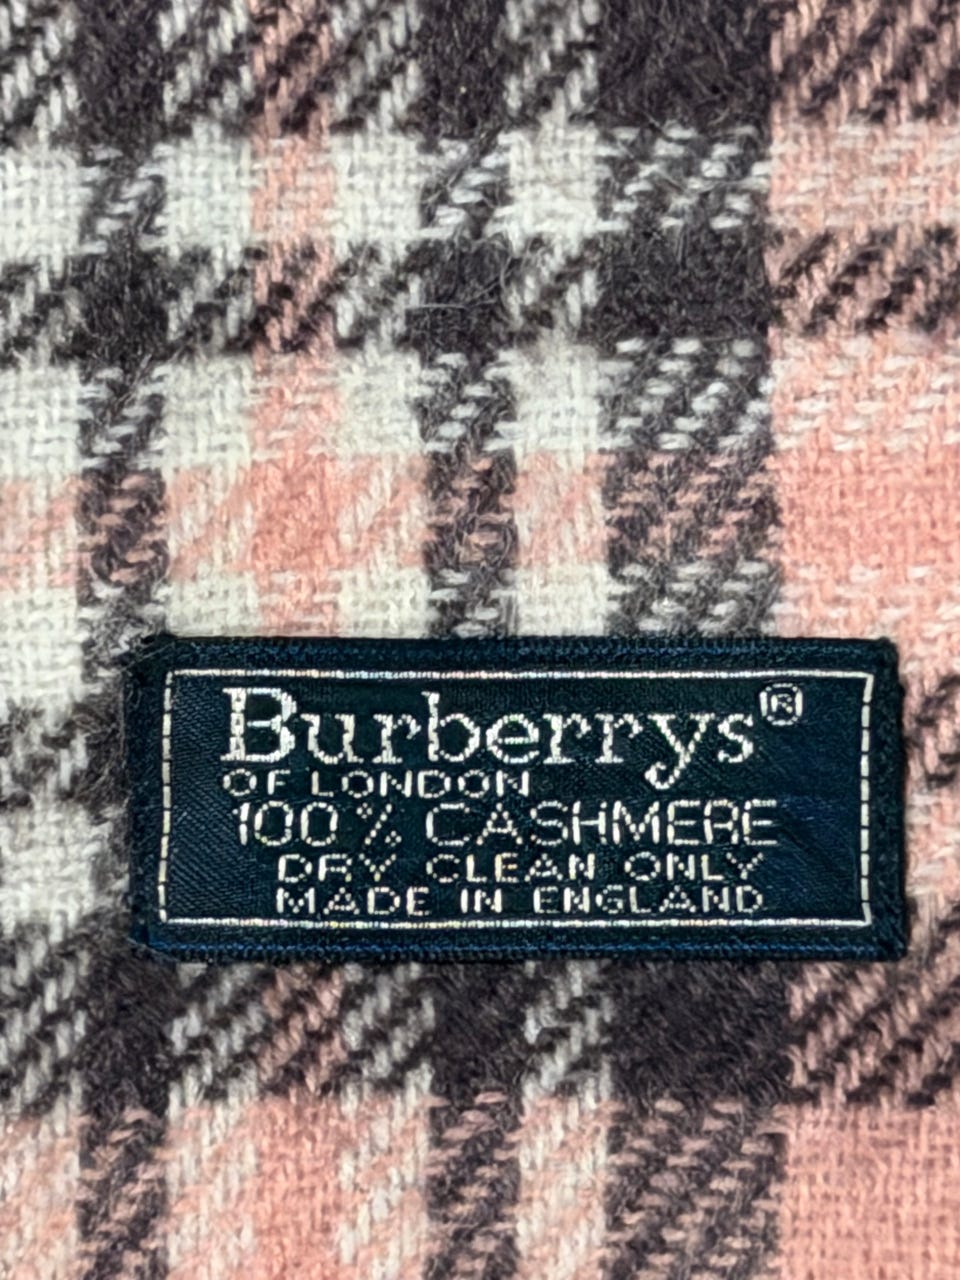 Burberrys®
OF LONDON
100% CASHMERE
DRY CLEAN ONLY
MADE IN ENGLAND